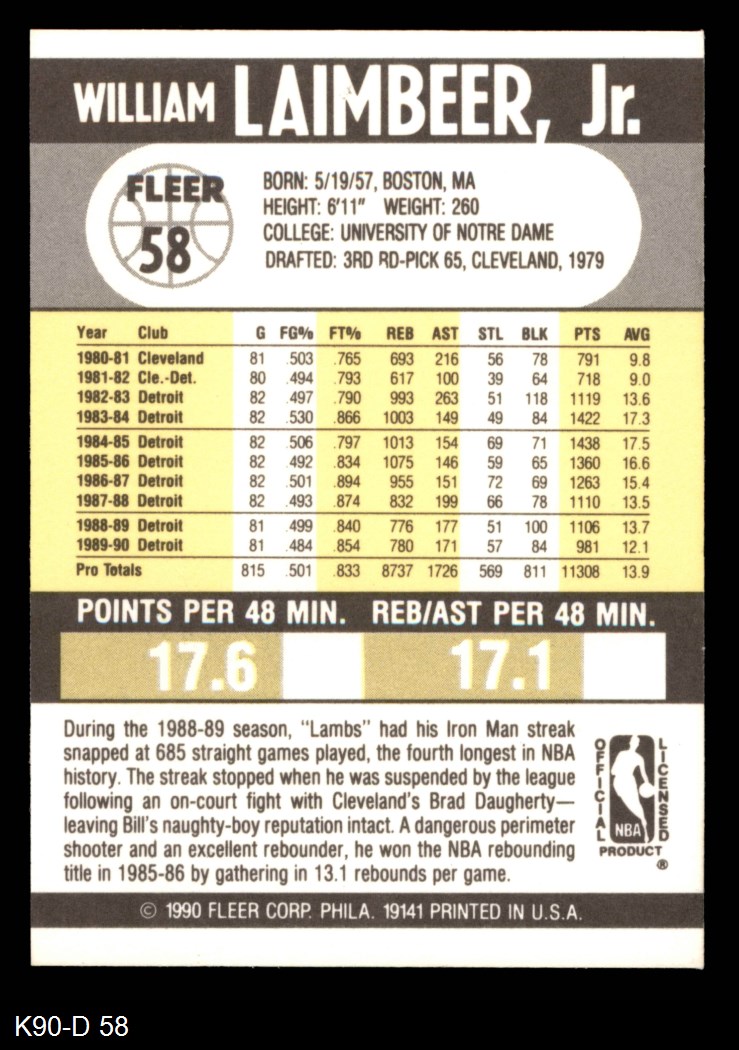 WILLIAM LAIMBEER, Jr.
FLEER
58
BORN: 5/19/57, BOSTON, MA
HEIGHT: 6'11" WEIGHT: 260
COLLEGE: UNIVERSITY OF NOTRE DAME
DRAFTED: 3RD RD-PICK 65, CLEVELAND, 1979
Year Club G FG% FT% REB AST STL BLK PTS AVG
1980-81 Cleveland 81 .503 .765 693 216 56 78 791 9.8
1981-82 Cle.-Det. 80 .494 .793 617 100 39 64 718 9.0
1982-83 Detroit 82 .497 .790 993 263 51 118 1119 13.6
1983-84 Detroit 82 .530 .866 1003 149 49 84 1422 17.3
1984-85 Detroit 82 .506 .797 1013 154 69 71 1438 17.5
1985-86 Detroit 82 .492 .834 1075 146 59 65 1360 16.6
1986-87 Detroit 82 .501 .894 955 151 72 69 1263 15.4
1987-88 Detroit 82 .493 .874 832 199 66 78 1110 13.5
1988-89 Detroit 81 .499 .840 776 177 51 100 1106 13.7
1989-90 Detroit 81 .484 .854 780 171 57 84 981 12.1
Pro Totals 815 .501 .833 8737 1726 569 811 11308 13.9
POINTS PER 48 MIN. REB/AST PER 48 MIN.
17.6 17.1
During the 1988-89 season, "Lambs" had his Iron Man streak
snapped at 685 straight games played, the fourth longest in NBA
history. The streak stopped when he was suspended by the league
following an on-court fight with Cleveland's Brad Daugherty—
leaving Bill's naughty-boy reputation intact. A dangerous perimeter
shooter and an excellent rebounder, he won the NBA rebounding
title in 1985-86 by gathering in 13.1 rebounds per game.
OFFICIAL
LICENSED
NBA
PRODUCT
®
© 1990 FLEER CORP. PHILA. 19141 PRINTED IN U.S.A.
K90-D 58